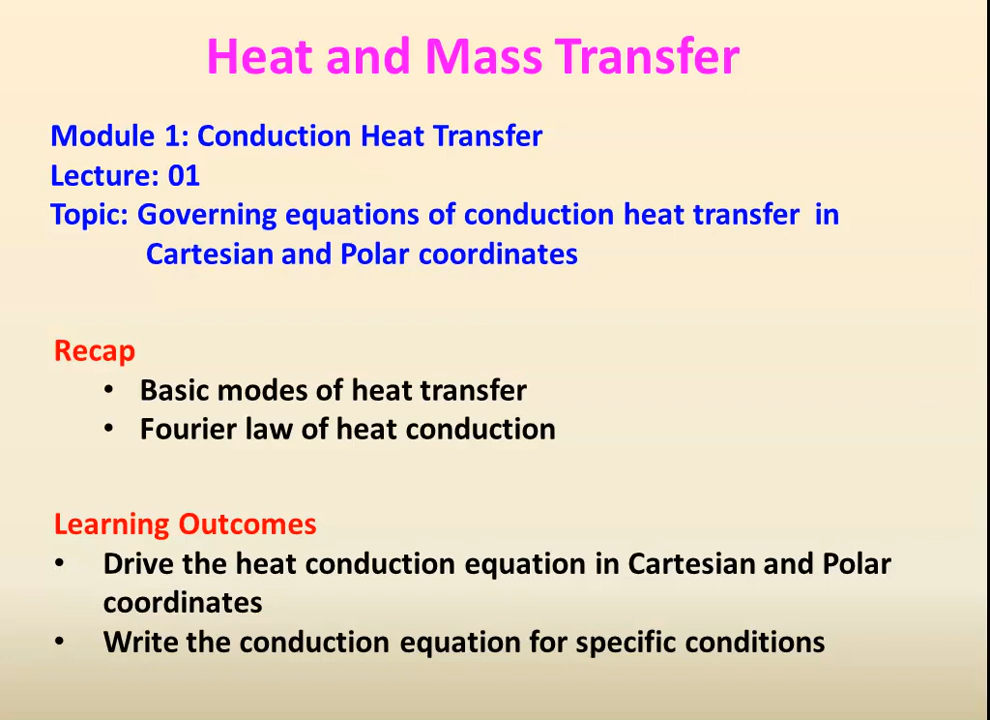 Heat and Mass Transfer
Module 1: Conduction Heat Transfer
Lecture: 01
Topic: Governing equations of conduction heat transfer in
Cartesian and Polar coordinates
Recap
• Basic modes of heat transfer
• Fourier law of heat conduction
Learning Outcomes
• Drive the heat conduction equation in Cartesian and Polar
coordinates
• Write the conduction equation for specific conditions